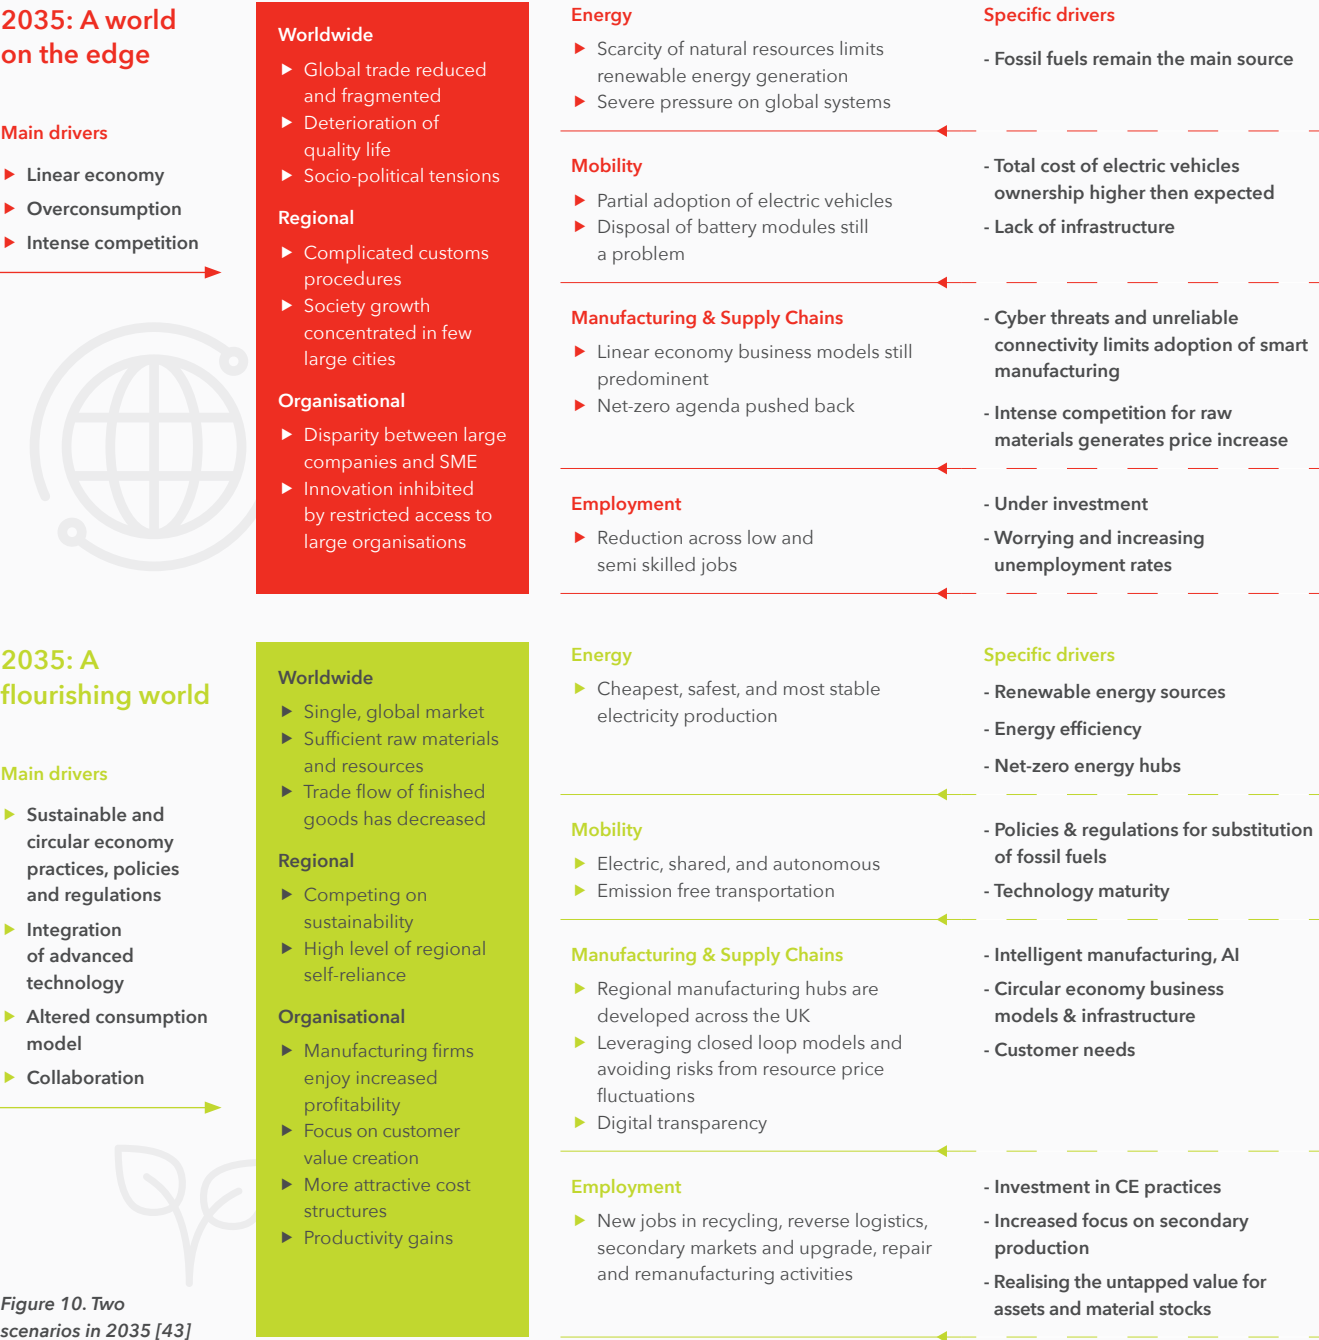 2035: A world
on the edge
Main drivers
Linear economy
Overconsumption
Intense competition
Worldwide
Global trade reduced
and fragmented
Deterioration of
quality life
Socio-political tensions
Regional
Complicated customs
procedures
Society growth
concentrated in few
large cities
Organisational
Disparity between large
companies and SME
Innovation inhibited
by restricted access to
large organisations
Energy
Scarcity of natural resources limits
renewable energy generation
Severe pressure on global systems
Specific drivers
- Fossil fuels remain the main source
Mobility
Partial adoption of electric vehicles
Disposal of battery modules still
a problem
- Total cost of electric vehicles
ownership higher then expected
- Lack of infrastructure
Manufacturing & Supply Chains
Linear economy business models still
predominent
Net-zero agenda pushed back
- Cyber threats and unreliable
connectivity limits adoption of smart
manufacturing
- Intense competition for raw
materials generates price increase
Employment
Reduction across low and
semi skilled jobs
- Under investment
- Worrying and increasing
unemployment rates
2035: A
flourishing world
Main drivers
Sustainable and
circular economy
practices, policies
and regulations
Integration
of advanced
technology
Altered consumption
model
Collaboration
Worldwide
Single, global market
Sufficient raw materials
and resources
Trade flow of finished
goods has decreased
Regional
Competing on
sustainability
High level of regional
self-reliance
Organisational
Manufacturing firms
enjoy increased
profitability
Focus on customer
value creation
More attractive cost
structures
Productivity gains
Energy
Cheapest, safest, and most stable
electricity production
Specific drivers
- Renewable energy sources
- Energy efficiency
- Net-zero energy hubs
Mobility
Electric, shared, and autonomous
Emission free transportation
- Policies & regulations for substitution
of fossil fuels
- Technology maturity
Manufacturing & Supply Chains
Regional manufacturing hubs are
developed across the UK
Leveraging closed loop models and
avoiding risks from resource price
fluctuations
Digital transparency
- Intelligent manufacturing, AI
- Circular economy business
models & infrastructure
- Customer needs
Employment
New jobs in recycling, reverse logistics,
secondary markets and upgrade, repair
and remanufacturing activities
- Investment in CE practices
- Increased focus on secondary
production
- Realising the untapped value for
assets and material stocks
Figure 10. Two
scenarios in 2035 [43]